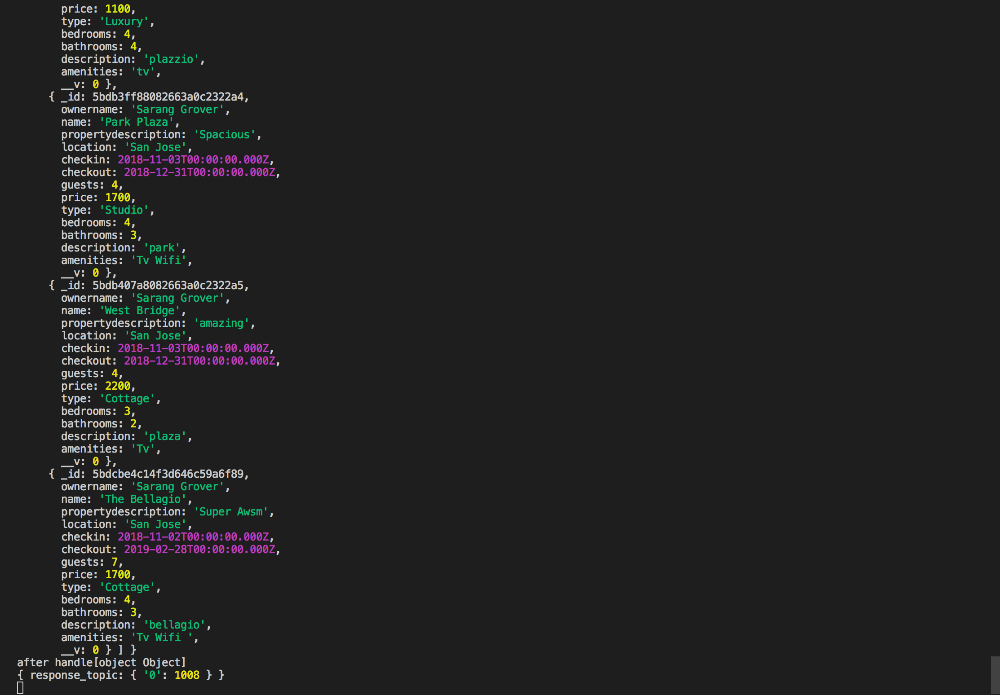 price: 1100,
type: 'Luxury',
bedrooms: 4,
bathrooms: 4,
description: 'plazzio',
amenities: 'tv',
__v: 0 },
{ _id: 5bdb3ff88082663a0c2322a4,
ownername: 'Sarang Grover',
name: 'Park Plaza',
propertydescription: 'Spacious',
location: 'San Jose',
checkin: 2018-11-03T00:00:00.000Z,
checkout: 2018-12-31T00:00:00.000Z,
guests: 4,
price: 1700,
type: 'Studio',
bedrooms: 4,
bathrooms: 3,
description: 'park',
amenities: 'Tv Wifi',
__v: 0 },
{ _id: 5bdb407a8082663a0c2322a5,
ownername: 'Sarang Grover',
name: 'West Bridge',
propertydescription: 'amazing',
location: 'San Jose',
checkin: 2018-11-03T00:00:00.000Z,
checkout: 2018-12-31T00:00:00.000Z,
guests: 4,
price: 2200,
type: 'Cottage',
bedrooms: 3,
bathrooms: 2,
description: 'plaza',
amenities: 'Tv',
__v: 0 },
{ _id: 5bdcbe4c14f3d646c59a6f89,
ownername: 'Sarang Grover',
name: 'The Bellagio',
propertydescription: 'Super Awsm',
location: 'San Jose',
checkin: 2018-11-02T00:00:00.000Z,
checkout: 2019-02-28T00:00:00.000Z,
guests: 7,
price: 1700,
type: 'Cottage',
bedrooms: 4,
bathrooms: 3,
description: 'bellagio',
amenities: 'Tv Wifi ',
__v: 0 } ] }
after handle[object Object]
{ response_topic: { '0': 1008 } }